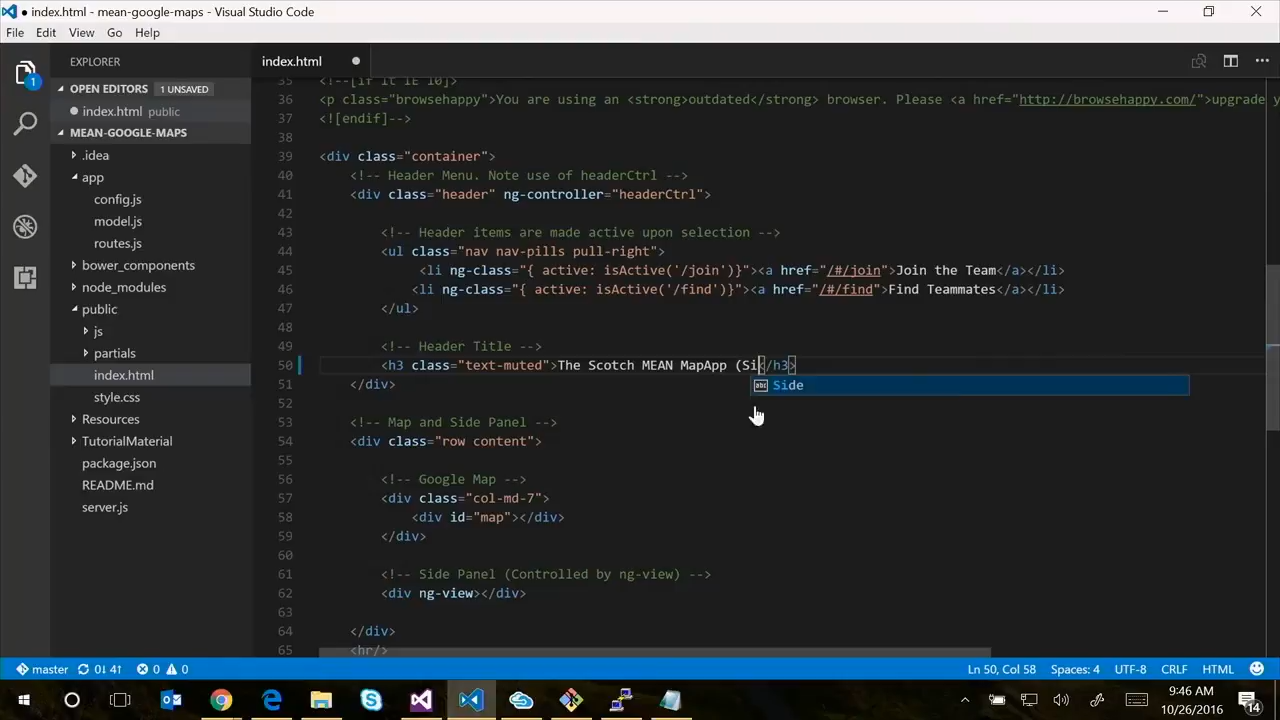 index.html - mean-google-maps - Visual Studio Code
File Edit View Go Help
EXPLORER
OPEN EDITORS 1 UNSAVED
index.html public
MEAN-GOOGLE-MAPS
.idea
app
config.js
model.js
routes.js
bower_components
node_modules
public
js
partials
index.html
style.css
Resources
TutorialMaterial
package.json
README.md
server.js
1
index.html
35 <!--[if lt IE 10]>
36 <p class="browsehappy">You are using an <strong>outdated</strong> browser. Please <a href="http://browsehappy.com/">upgrade y
37 <![endif]-->
38
39 <div class="container">
40 <!-- Header Menu. Note use of headerCtrl -->
41 <div class="header" ng-controller="headerCtrl">
42
43 <!-- Header items are made active upon selection -->
44 <ul class="nav nav-pills pull-right">
45 <li ng-class="{ active: isActive('/join')}"><a href="/#/join">Join the Team</a></li>
46 <li ng-class="{ active: isActive('/find')}"><a href="/#/find">Find Teammates</a></li>
47 </ul>
48
49 <!-- Header Title -->
50 <h3 class="text-muted">The Scotch MEAN MapApp (Si</h3>
abc Side
51 </div>
52
53 <!-- Map and Side Panel -->
54 <div class="row content">
55
56 <!-- Google Map -->
57 <div class="col-md-7">
58 <div id="map"></div>
59 </div>
60
61 <!-- Side Panel (Controlled by ng-view) -->
62 <div ng-view></div>
63
64 </div>
65 <hr/>
master 0↓ 4↑ 0 0 Ln 50, Col 58 Spaces: 4 UTF-8 CRLF HTML
9:46 AM
10/26/2016
14